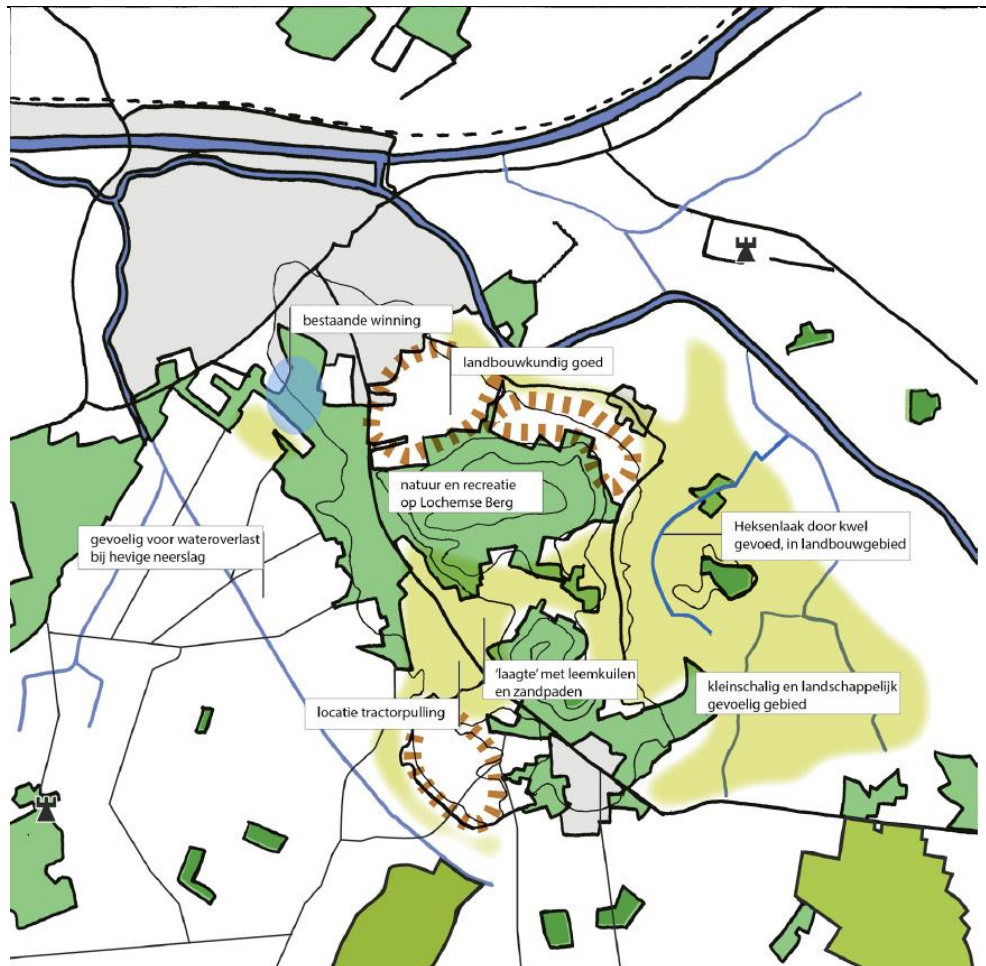 bestaande winning
landbouwkundig goed
natuur en recreatie
op Lochemse Berg
gevoelig voor wateroverlast
bij hevige neerslag
Heksenlaak door kwel
gevoed, in landbouwgebied
'laagte' met leemkuilen
en zandpaden
kleinschalig en landschappelijk
gevoelig gebied
locatie tractorpulling